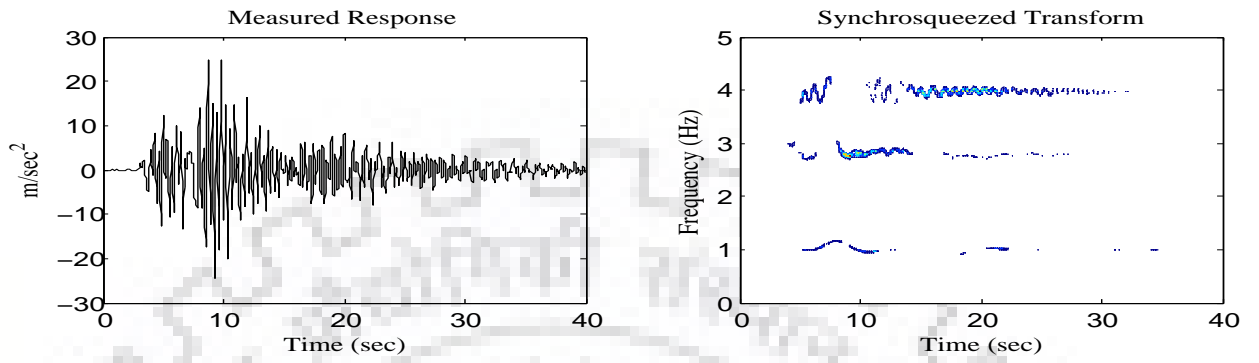 Measured Response
30
20
10
0
−10
−20
−30
m/sec²
0 10 20 30 40
Time (sec)
Synchrosqueezed Transform
5
4
3
2
1
0
Frequency (Hz)
0 10 20 30 40
Time (sec)